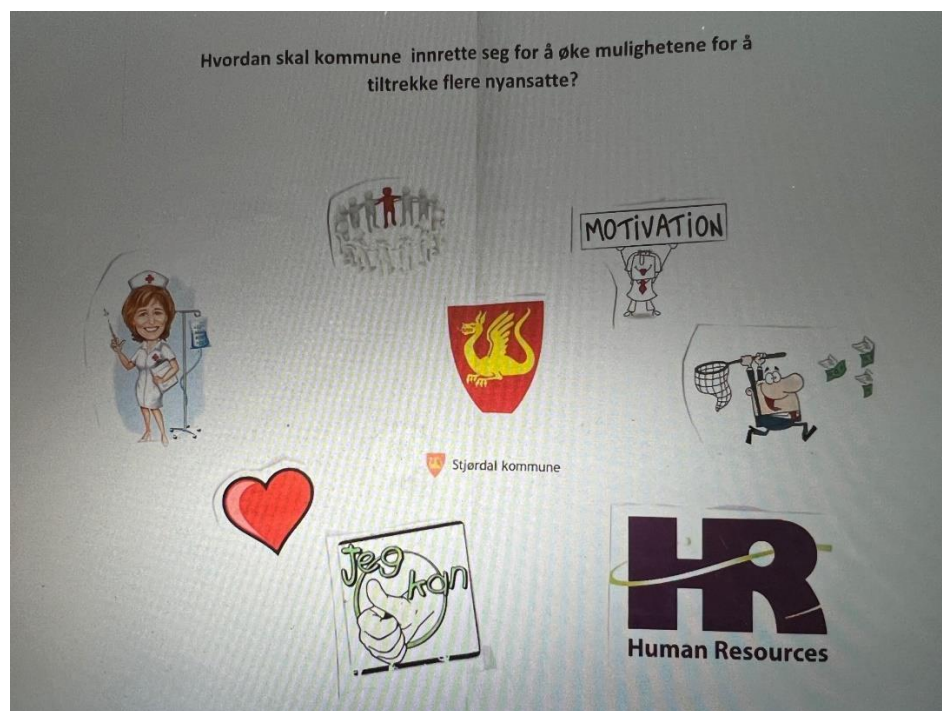 Hvordan skal kommune innrette seg for å øke mulighetene for å
tiltrekke flere nyansatte?
MOTIVATION
Stjørdal kommune
Jeg
kan
HR
Human Resources